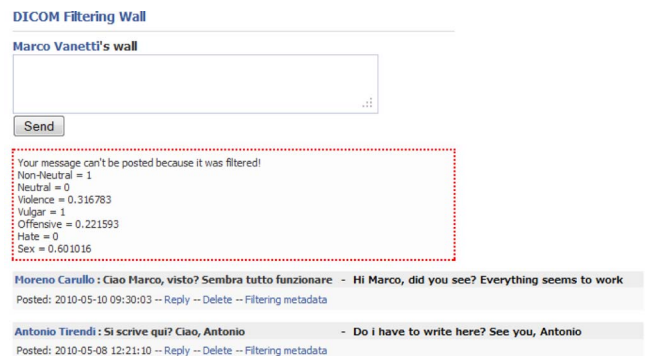 DICOM Filtering Wall
Marco Vanetti's wall
Send
Your message can't be posted because it was filtered!
Non-Neutral = 1
Neutral = 0
Violence = 0.316783
Vulgar = 1
Offensive = 0.221593
Hate = 0
Sex = 0.601016
Moreno Carullo : Ciao Marco, visto? Sembra tutto funzionare - Hi Marco, did you see? Everything seems to work
Posted: 2010-05-10 09:30:03 -- Reply -- Delete -- Filtering metadata
Antonio Tirendi : Si scrive qui? Ciao, Antonio - Do i have to write here? See you, Antonio
Posted: 2010-05-08 12:21:10 -- Reply -- Delete -- Filtering metadata